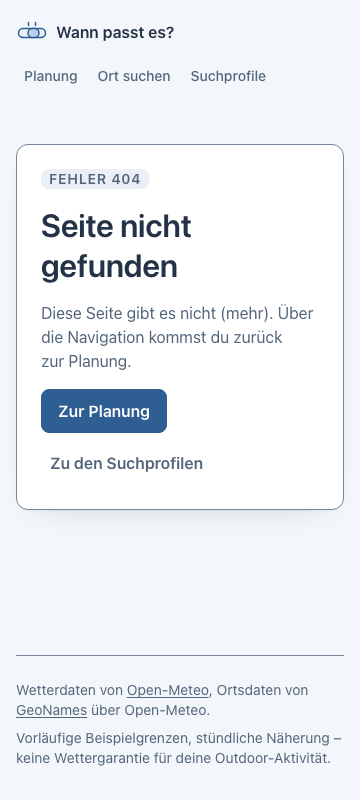 Wann passt es?
Planung Ort suchen Suchprofile
FEHLER 404
Seite nicht
gefunden
Diese Seite gibt es nicht (mehr). Über
die Navigation kommst du zurück
zur Planung.
Zur Planung
Zu den Suchprofilen
Wetterdaten von Open-Meteo, Ortsdaten von
GeoNames über Open-Meteo.
Vorläufige Beispielgrenzen, stündliche Näherung –
keine Wettergarantie für deine Outdoor-Aktivität.